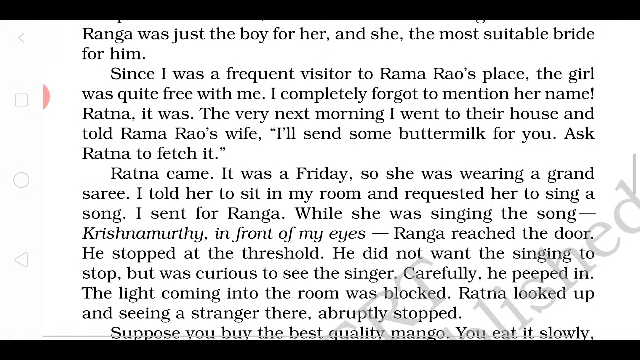 Ranga was just the boy for her, and she, the most suitable bride
for him.
Since I was a frequent visitor to Rama Rao's place, the girl
was quite free with me. I completely forgot to mention her name!
Ratna, it was. The very next morning I went to their house and
told Rama Rao's wife, “I'll send some buttermilk for you. Ask
Ratna to fetch it.”
Ratna came. It was a Friday, so she was wearing a grand
saree. I told her to sit in my room and requested her to sing a
song. I sent for Ranga. While she was singing the song—
Krishnamurthy, in front of my eyes — Ranga reached the door.
He stopped at the threshold. He did not want the singing to
stop, but was curious to see the singer. Carefully, he peeped in.
The light coming into the room was blocked. Ratna looked up
and seeing a stranger there, abruptly stopped.
Suppose you buy the best quality mango. You eat it slowly,